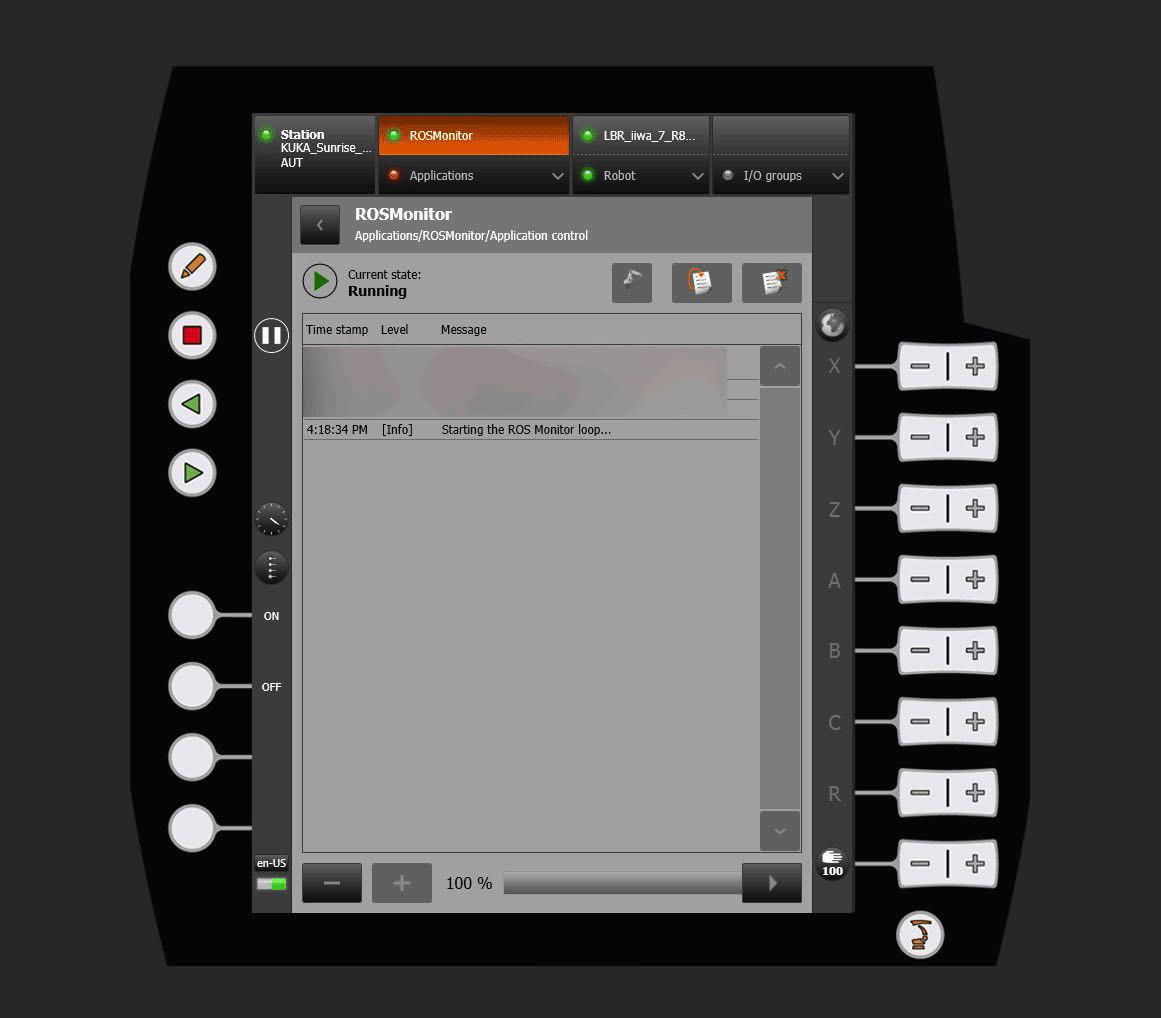 Station
KUKA_Sunrise_...
AUT
ROSMonitor
LBR_iiwa_7_R8...
Applications
Robot
I/O groups
ROSMonitor
Applications/ROSMonitor/Application control
Current state:
Running
Time stamp Level Message
4:18:34 PM [Info] Starting the ROS Monitor loop...
X
Y
Z
A
ON
B
OFF
C
R
en-US
100
100 %